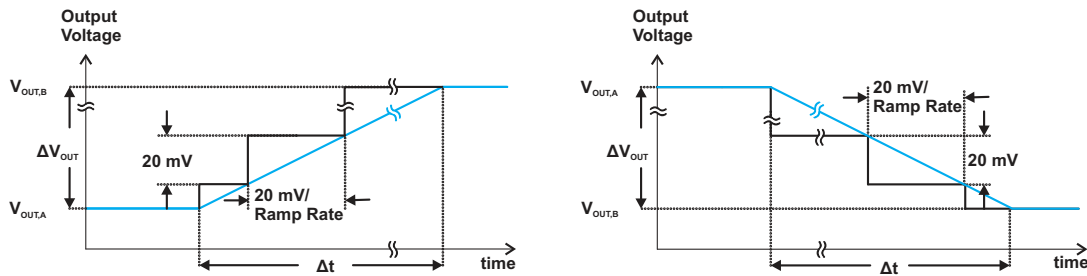 Output
Voltage
V_OUT,B
ΔV_OUT
20 mV
20 mV/
Ramp Rate
V_OUT,A
Δt
time
Output
Voltage
V_OUT,A
20 mV/
Ramp Rate
ΔV_OUT
20 mV
V_OUT,B
Δt
time